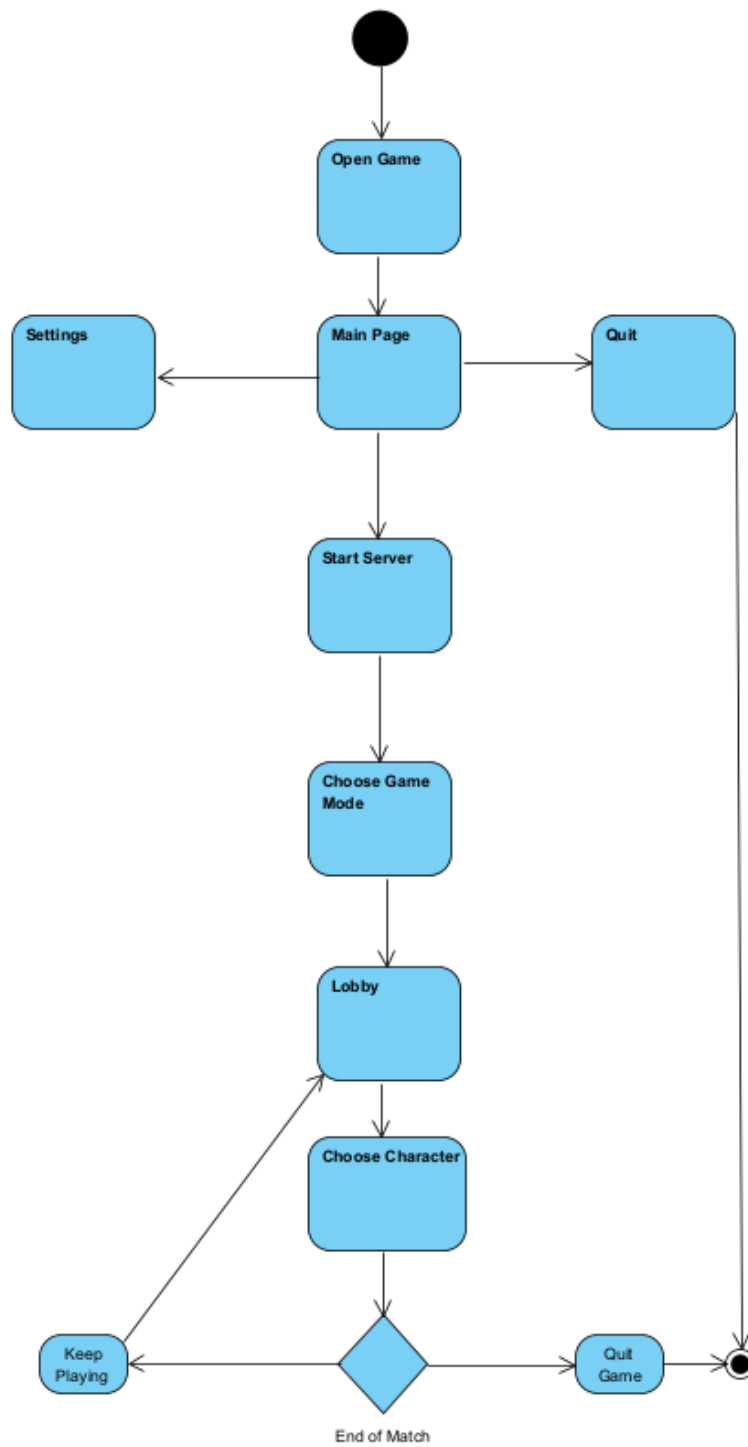 Open Game
Settings
Main Page
Quit
Start Server
Choose Game
Mode
Lobby
Choose Character
Keep
Playing
Quit
Game
End of Match